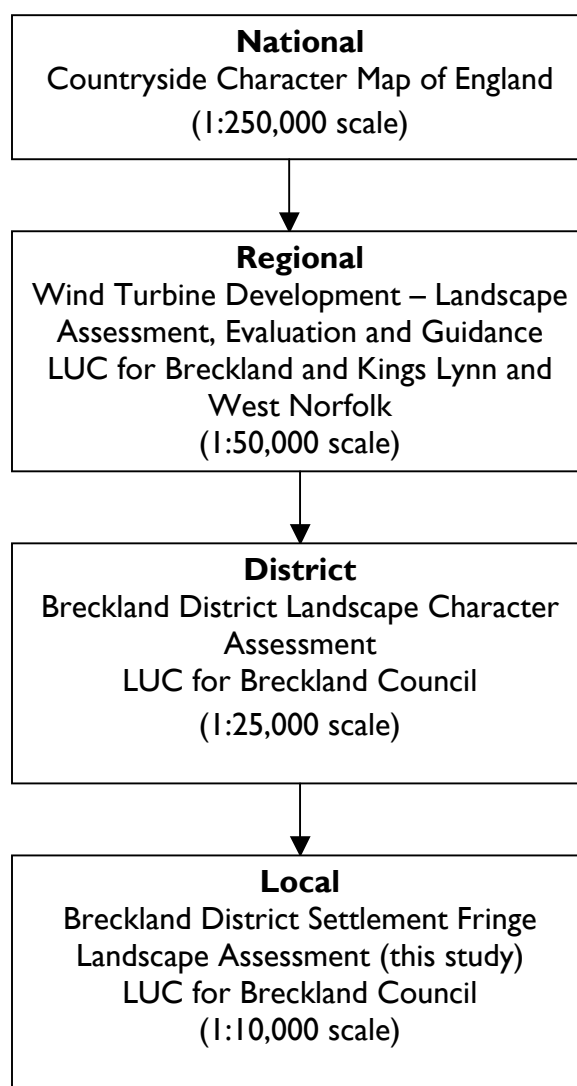 National
Countryside Character Map of England
(1:250,000 scale)
Regional
Wind Turbine Development – Landscape
Assessment, Evaluation and Guidance
LUC for Breckland and Kings Lynn and
West Norfolk
(1:50,000 scale)
District
Breckland District Landscape Character
Assessment
LUC for Breckland Council
(1:25,000 scale)
Local
Breckland District Settlement Fringe
Landscape Assessment (this study)
LUC for Breckland Council
(1:10,000 scale)